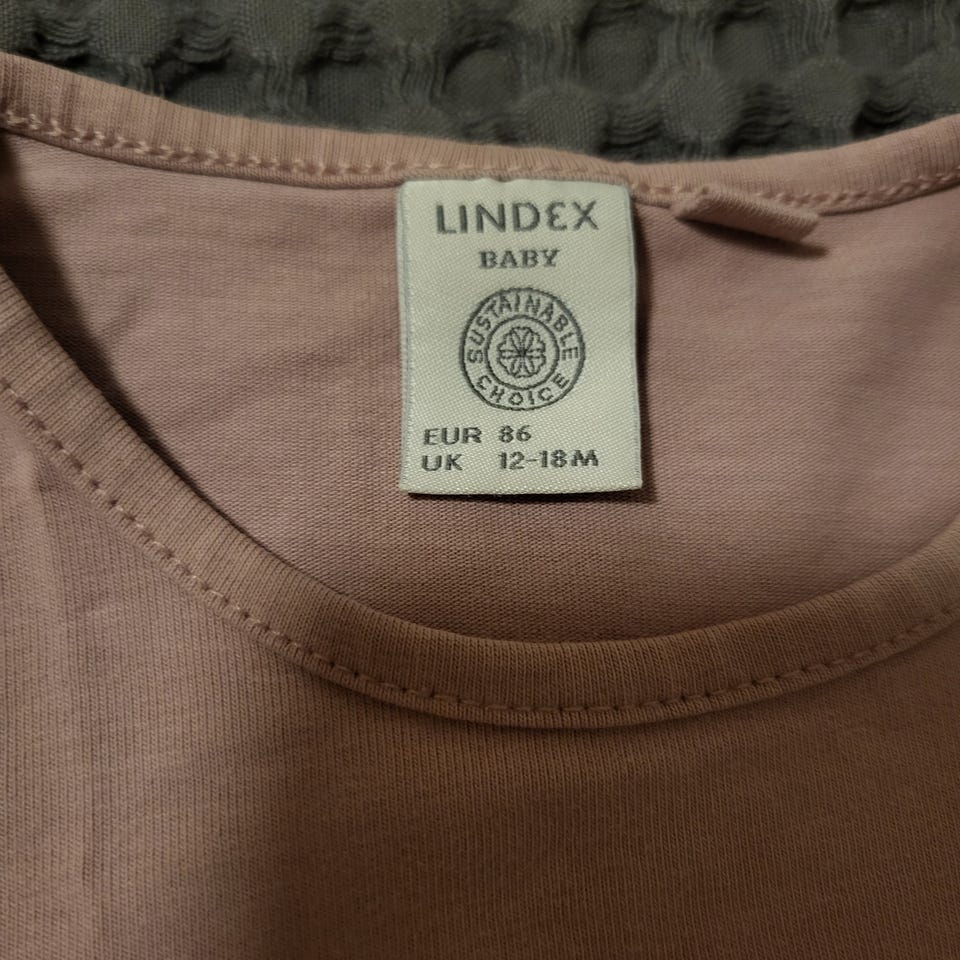 LINDEX
BABY
SUSTAINABLE
CHOICE
EUR 86
UK 12-18M